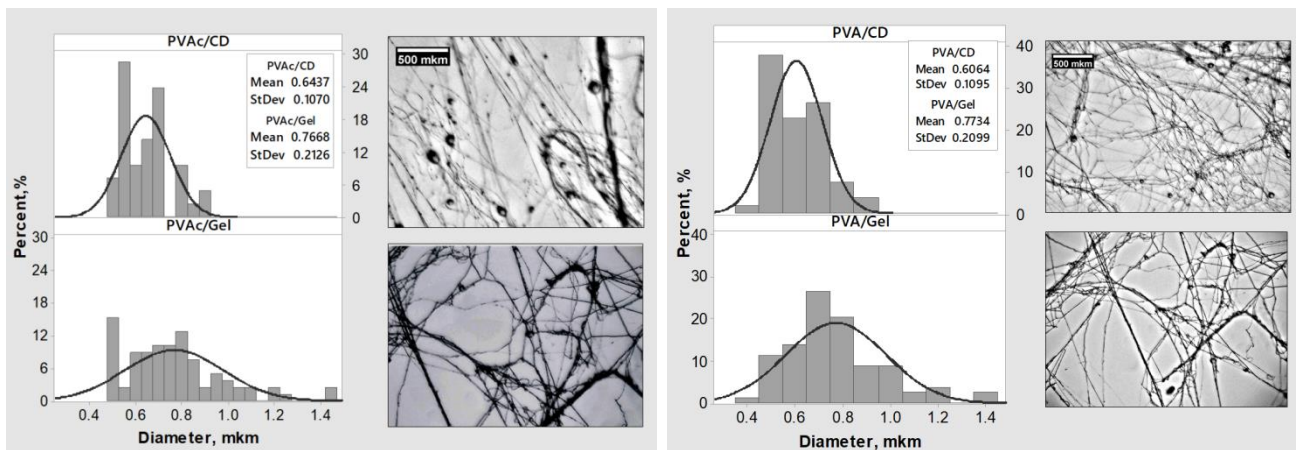 PVAc/CD
30
24
18
12
6
0
PVAc/CD
Mean 0.6437
StDev 0.1070
PVAc/Gel
Mean 0.7668
StDev 0.2126
500 mkm
Percent,%
PVAc/Gel
30
24
18
12
6
0
0.4 0.6 0.8 1.0 1.2 1.4
Diameter, mkm
PVA/CD
40
30
20
10
0
PVA/CD
Mean 0.6064
StDev 0.1095
PVA/Gel
Mean 0.7734
StDev 0.2099
500 mkm
Percent, %
PVA/Gel
40
30
20
10
0
0.4 0.6 0.8 1.0 1.2 1.4
Diameter, mkm